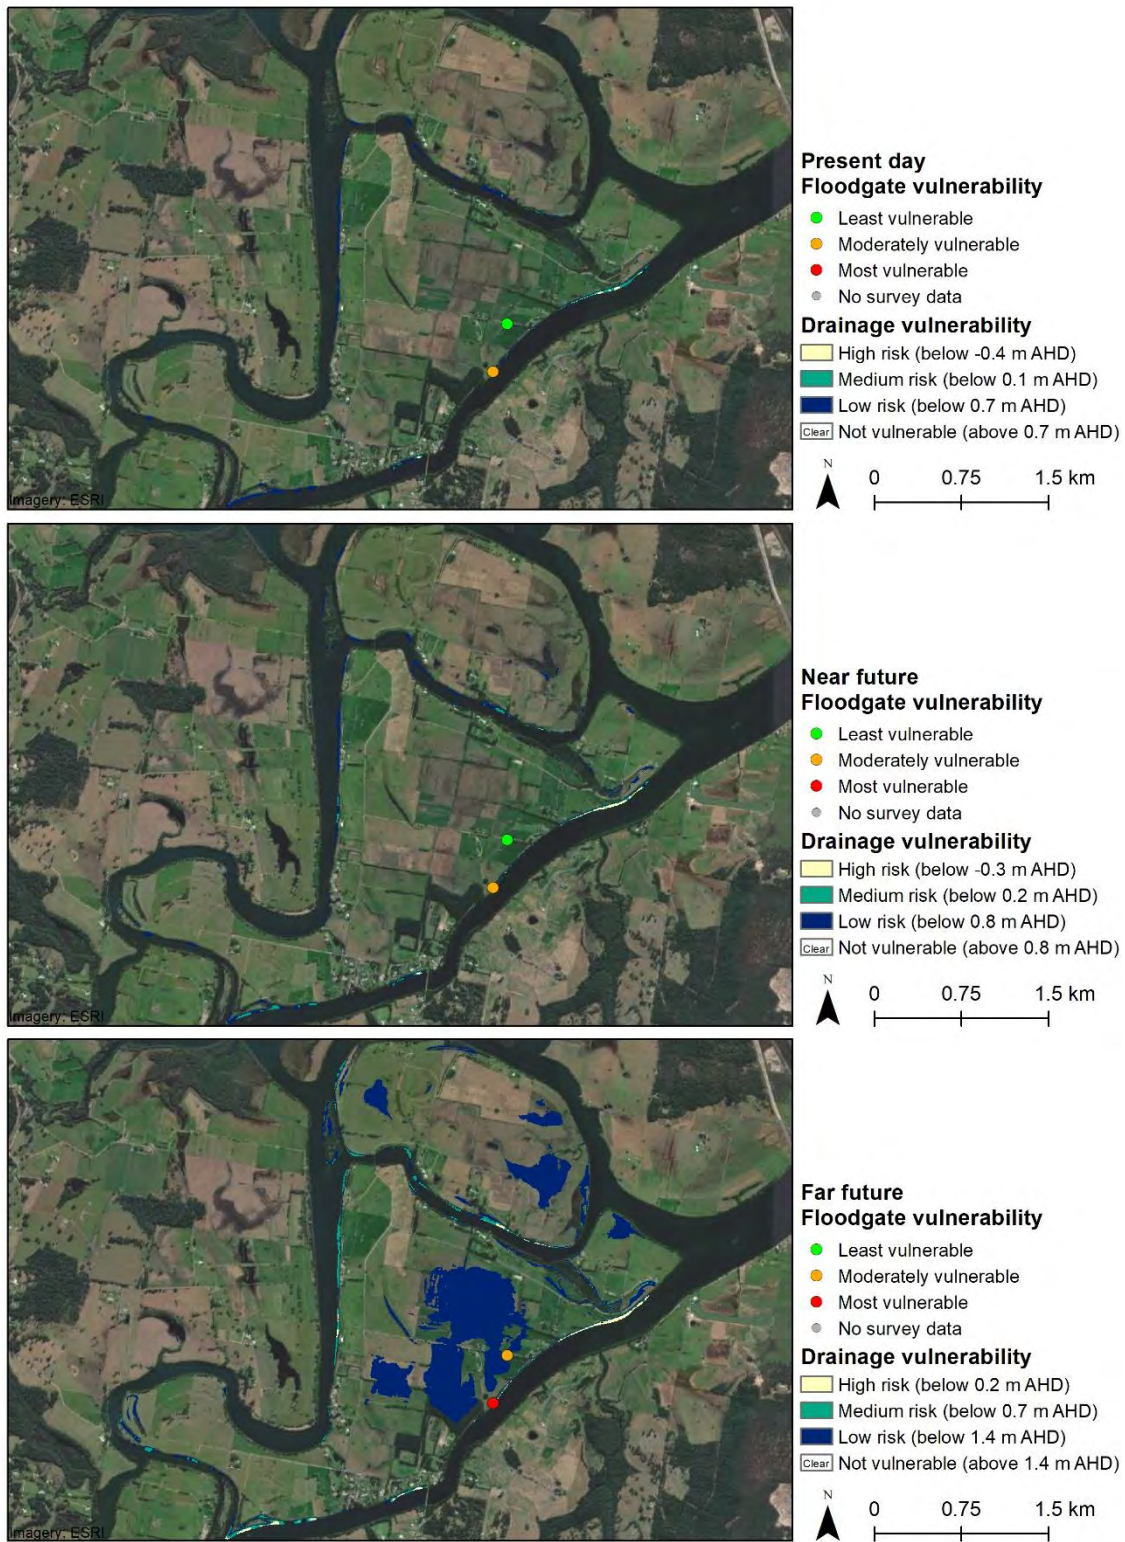 Present day
Floodgate vulnerability
Least vulnerable
Moderately vulnerable
Most vulnerable
No survey data
Drainage vulnerability
High risk (below -0.4 m AHD)
Medium risk (below 0.1 m AHD)
Low risk (below 0.7 m AHD)
Clear Not vulnerable (above 0.7 m AHD)
N
0 0.75 1.5 km
Imagery: ESRI
Near future
Floodgate vulnerability
Least vulnerable
Moderately vulnerable
Most vulnerable
No survey data
Drainage vulnerability
High risk (below -0.3 m AHD)
Medium risk (below 0.2 m AHD)
Low risk (below 0.8 m AHD)
Clear Not vulnerable (above 0.8 m AHD)
N
0 0.75 1.5 km
Imagery: ESRI
Far future
Floodgate vulnerability
Least vulnerable
Moderately vulnerable
Most vulnerable
No survey data
Drainage vulnerability
High risk (below 0.2 m AHD)
Medium risk (below 0.7 m AHD)
Low risk (below 1.4 m AHD)
Clear Not vulnerable (above 1.4 m AHD)
N
0 0.75 1.5 km
Imagery: ESRI